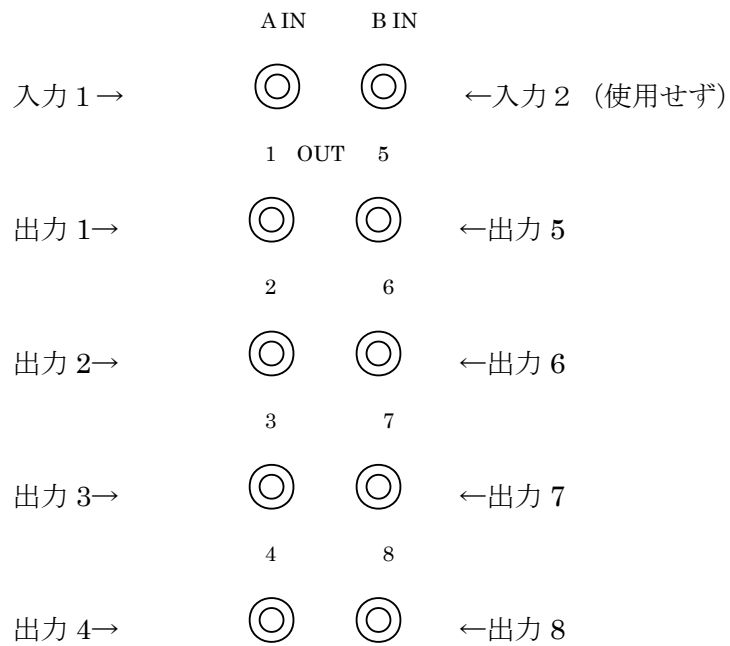 A IN B IN
入力 1→ ←入力２（使用せず）
1 OUT 5
出力 1→ ←出力 5
2 6
出力 2→ ←出力 6
3 7
出力 3→ ←出力 7
4 8
出力 4→ ←出力 8